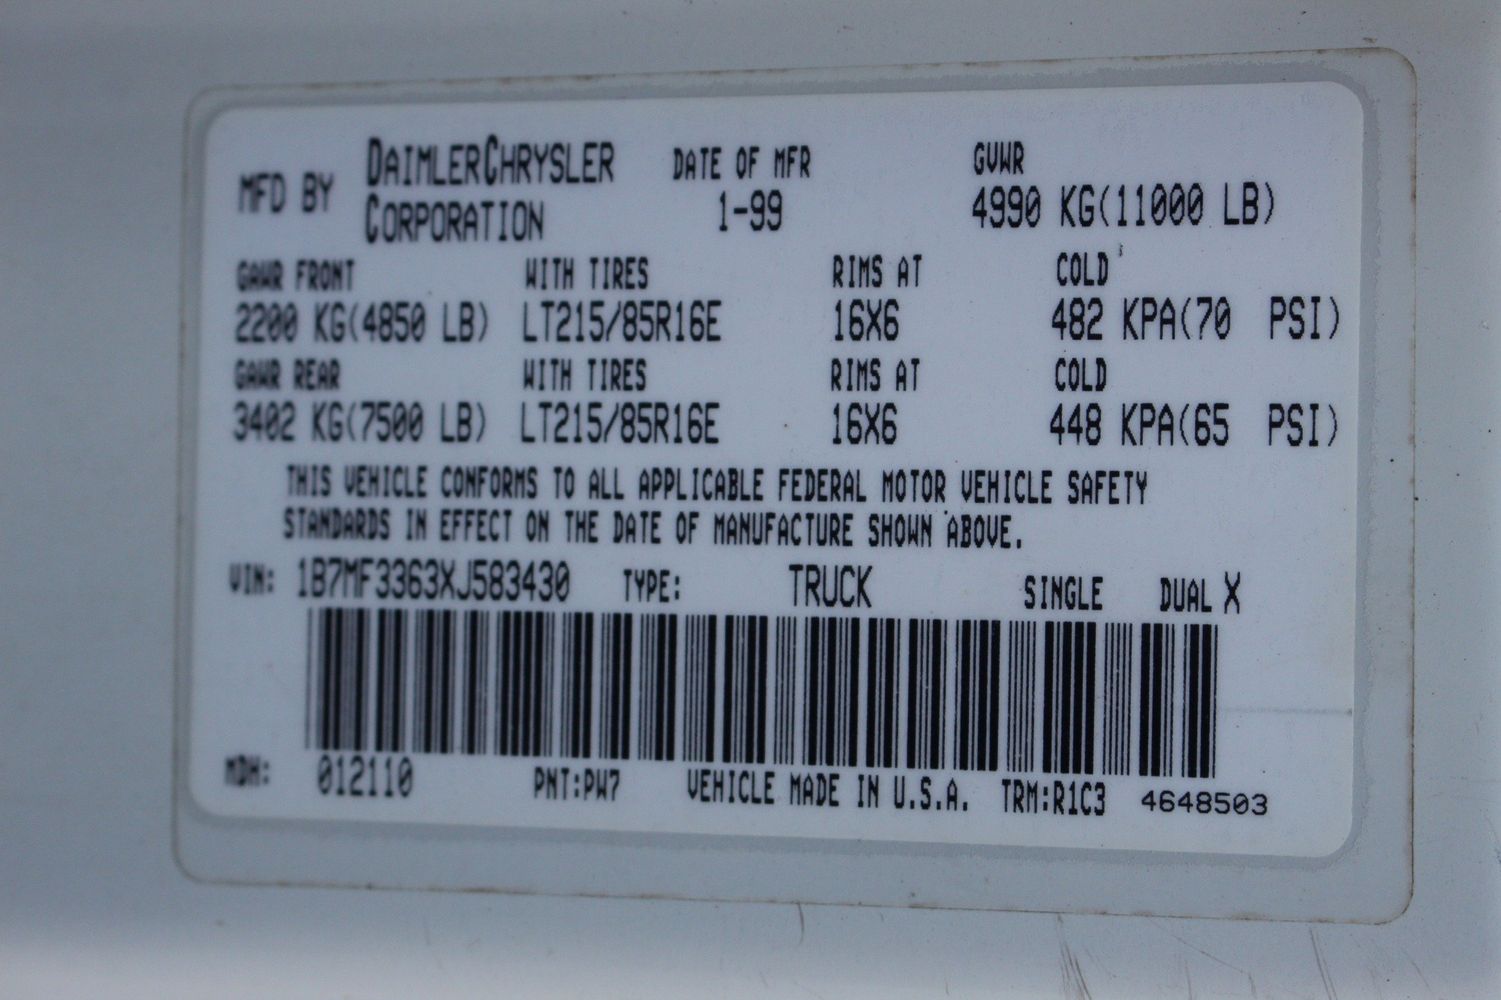 MFD BY DAIMLERCHRYSLER CORPORATION DATE OF MFR 1-99 GVWR 4990 KG(11000 LB)
GAWR FRONT WITH TIRES RIMS AT COLD
2200 KG(4850 LB) LT215/85R16E 16X6 482 KPA(70 PSI)
GAWR REAR WITH TIRES RIMS AT COLD
3402 KG(7500 LB) LT215/85R16E 16X6 448 KPA(65 PSI)
THIS VEHICLE CONFORMS TO ALL APPLICABLE FEDERAL MOTOR VEHICLE SAFETY
STANDARDS IN EFFECT ON THE DATE OF MANUFACTURE SHOWN ABOVE.
VIN: 1B7MF3363XJ583430 TYPE: TRUCK SINGLE DUAL X
MDH: 012110 PNT:PW7 VEHICLE MADE IN U.S.A. TRM:R1C3 4648503